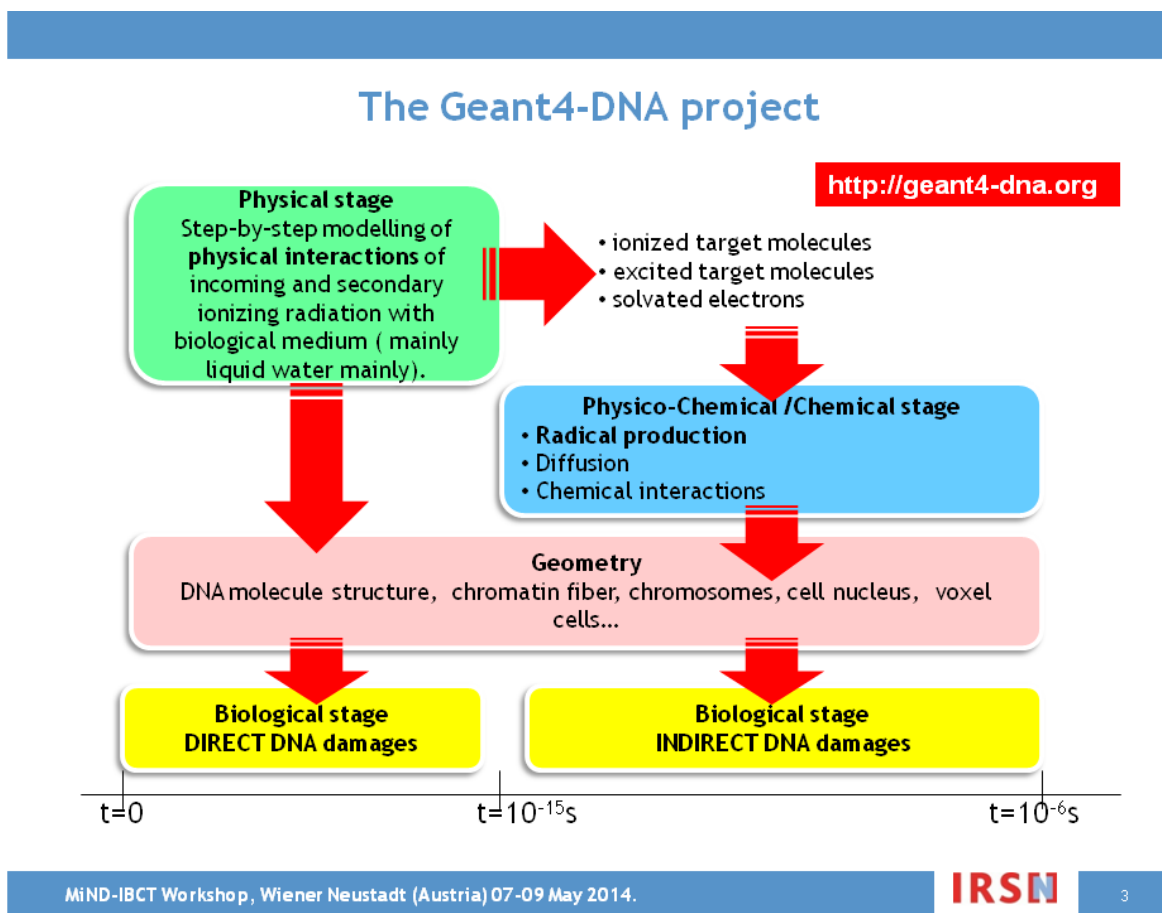 The Geant4-DNA project
http://geant4-dna.org
Physical stage
Step-by-step modelling of
physical interactions of
incoming and secondary
ionizing radiation with
biological medium ( mainly
liquid water mainly).
• ionized target molecules
• excited target molecules
• solvated electrons
Physico-Chemical /Chemical stage
• Radical production
• Diffusion
• Chemical interactions
Geometry
DNA molecule structure, chromatin fiber, chromosomes, cell nucleus, voxel
cells...
Biological stage
DIRECT DNA damages
Biological stage
INDIRECT DNA damages
t=0
t=10⁻¹⁵s
t=10⁻⁶s
MiND-IBCT Workshop, Wiener Neustadt (Austria) 07-09 May 2014.
IRSN
3